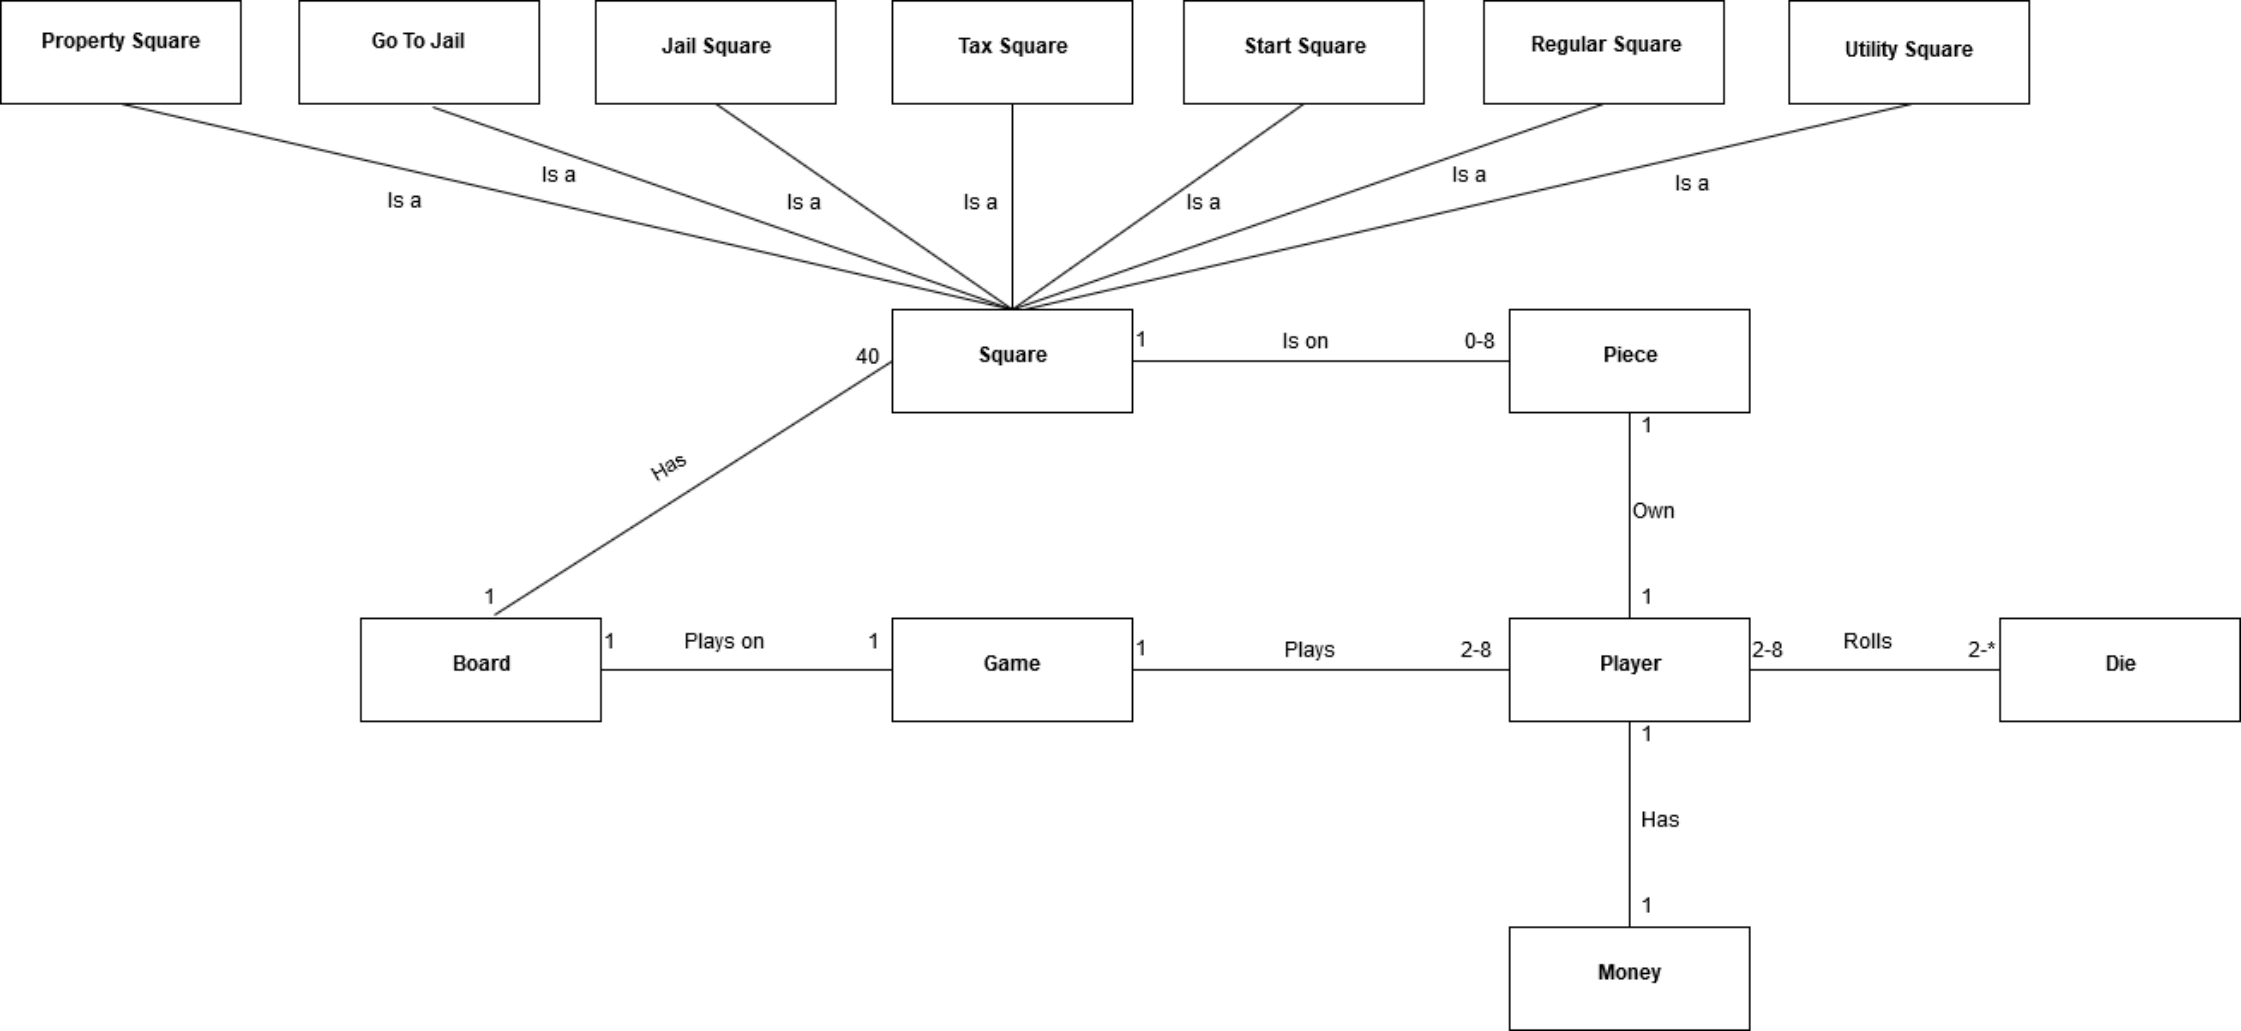 Property Square
Go To Jail
Jail Square
Tax Square
Start Square
Regular Square
Utility Square
Is a
Is a
Is a
Is a
Is a
Is a
Is a
40
Square
1
Is on
0-8
Piece
1
Has
Own
1
1
Board
1
Plays on
1
Game
1
Plays
2-8
Player
2-8
Rolls
2-*
Die
1
Has
1
Money